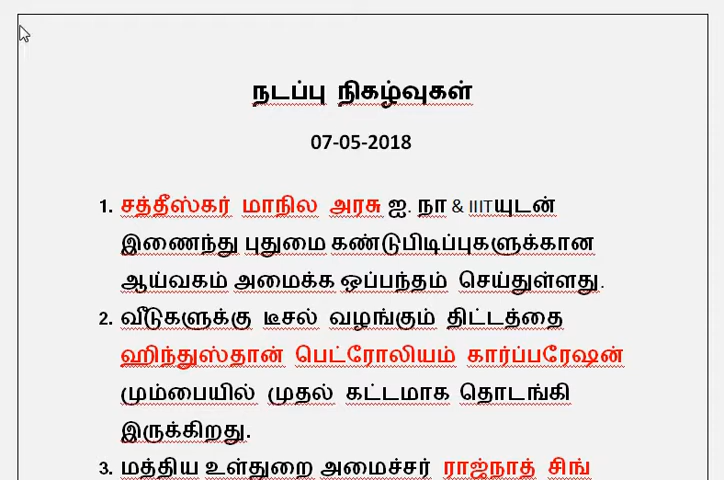 நடப்பு நிகழ்வுகள்
07-05-2018
1. சத்தீஸ்கர் மாநில அரசு ஐ. நா & IIITயுடன்
இணைந்து புதுமை கண்டுபிடிப்புகளுக்கான
ஆய்வகம் அமைக்க ஒப்பந்தம் செய்துள்ளது.
2. வீடுகளுக்கு டீசல் வழங்கும் திட்டத்தை
ஹிந்துஸ்தான் பெட்ரோலியம் கார்ப்பரேஷன்
மும்பையில் முதல் கட்டமாக தொடங்கி
இருக்கிறது.
3. மத்திய உள்துறை அமைச்சர் ராஜ்நாத் சிங்